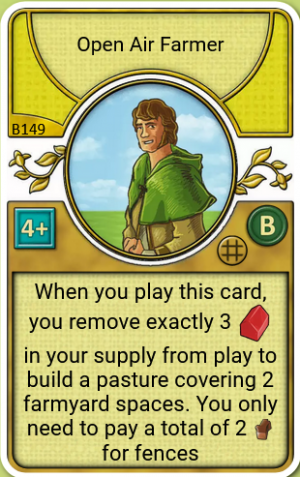 Open Air Farmer
B149
4+
B
When you play this card,
you remove exactly 3
in your supply from play to
build a pasture covering 2
farmyard spaces. You only
need to pay a total of 2
for fences